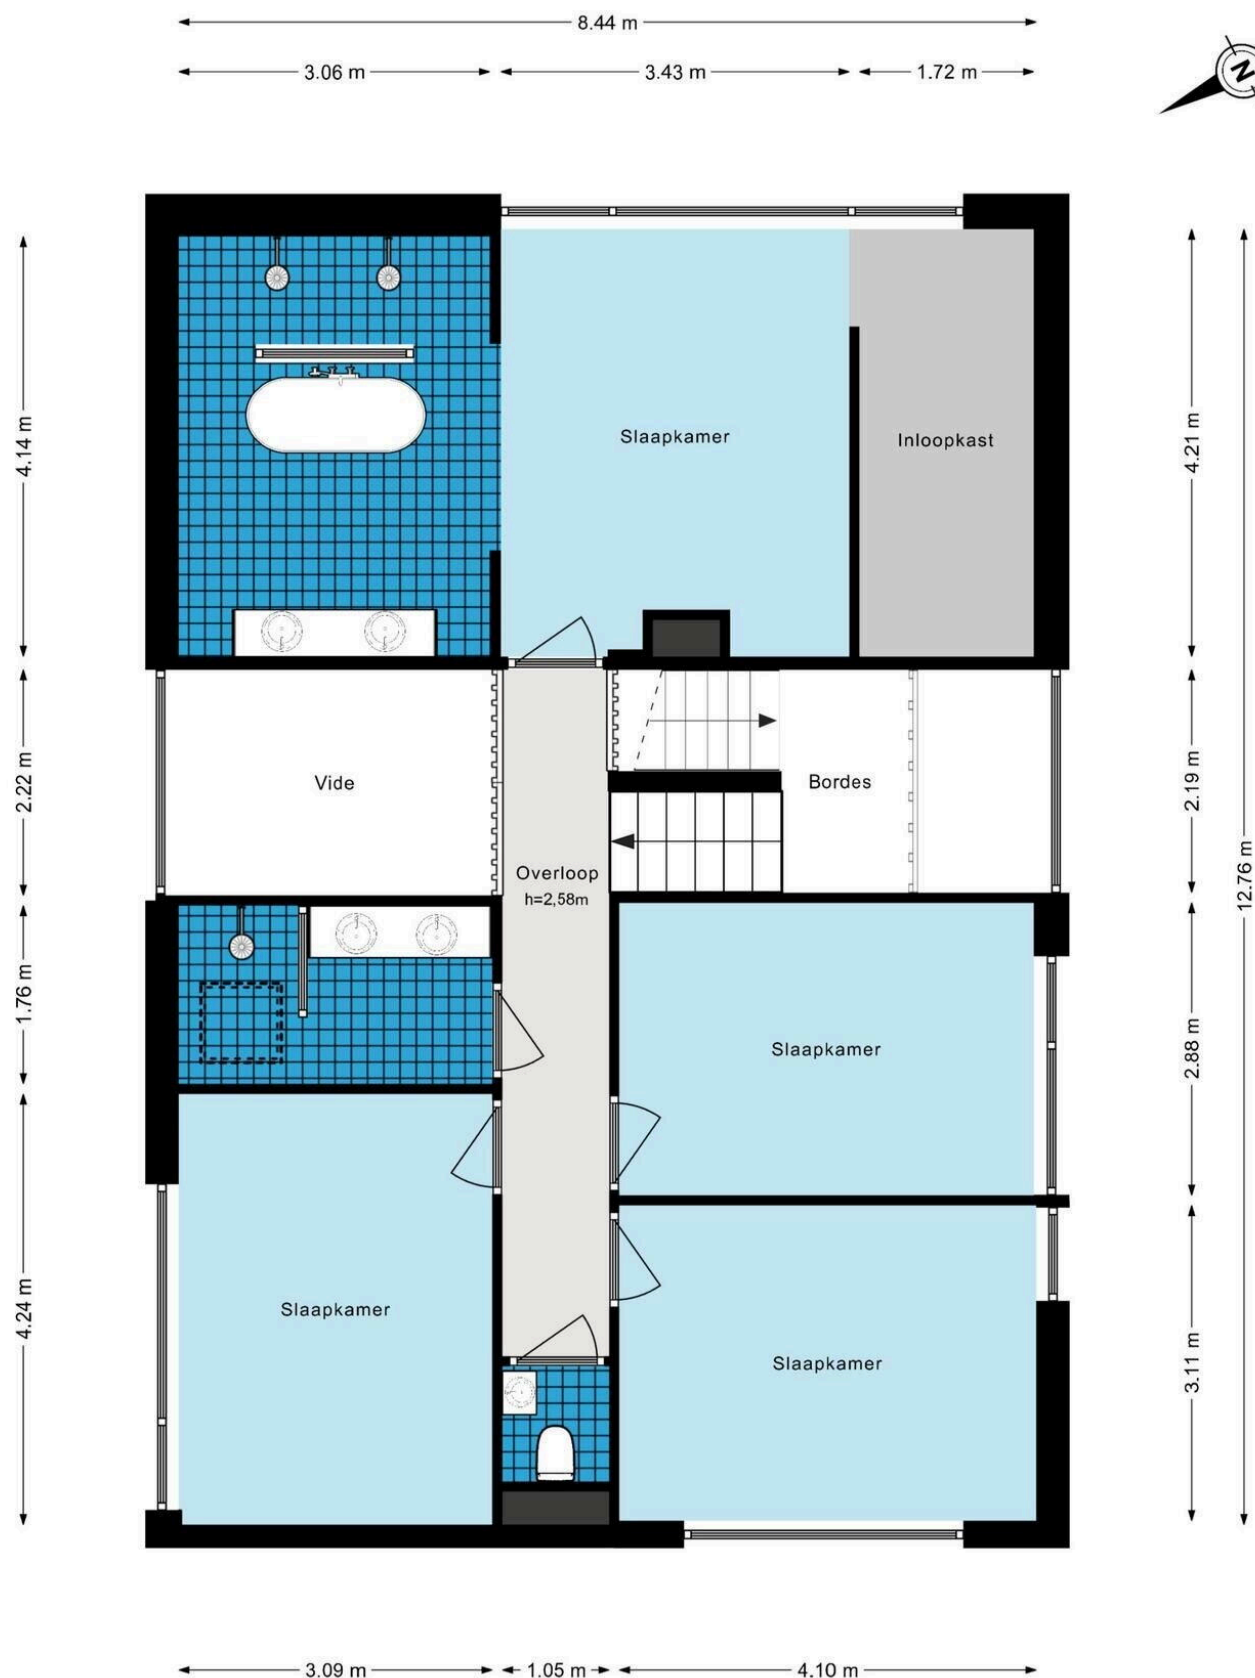 8.44 m
3.06 m
3.43 m
1.72 m
N
4.14 m
4.21 m
Slaapkamer
Inloopkast
2.22 m
2.19 m
Vide
Bordes
12.76 m
Overloop
h=2,58m
1.76 m
2.88 m
Slaapkamer
4.24 m
Slaapkamer
3.11 m
Slaapkamer
3.09 m
1.05 m
4.10 m